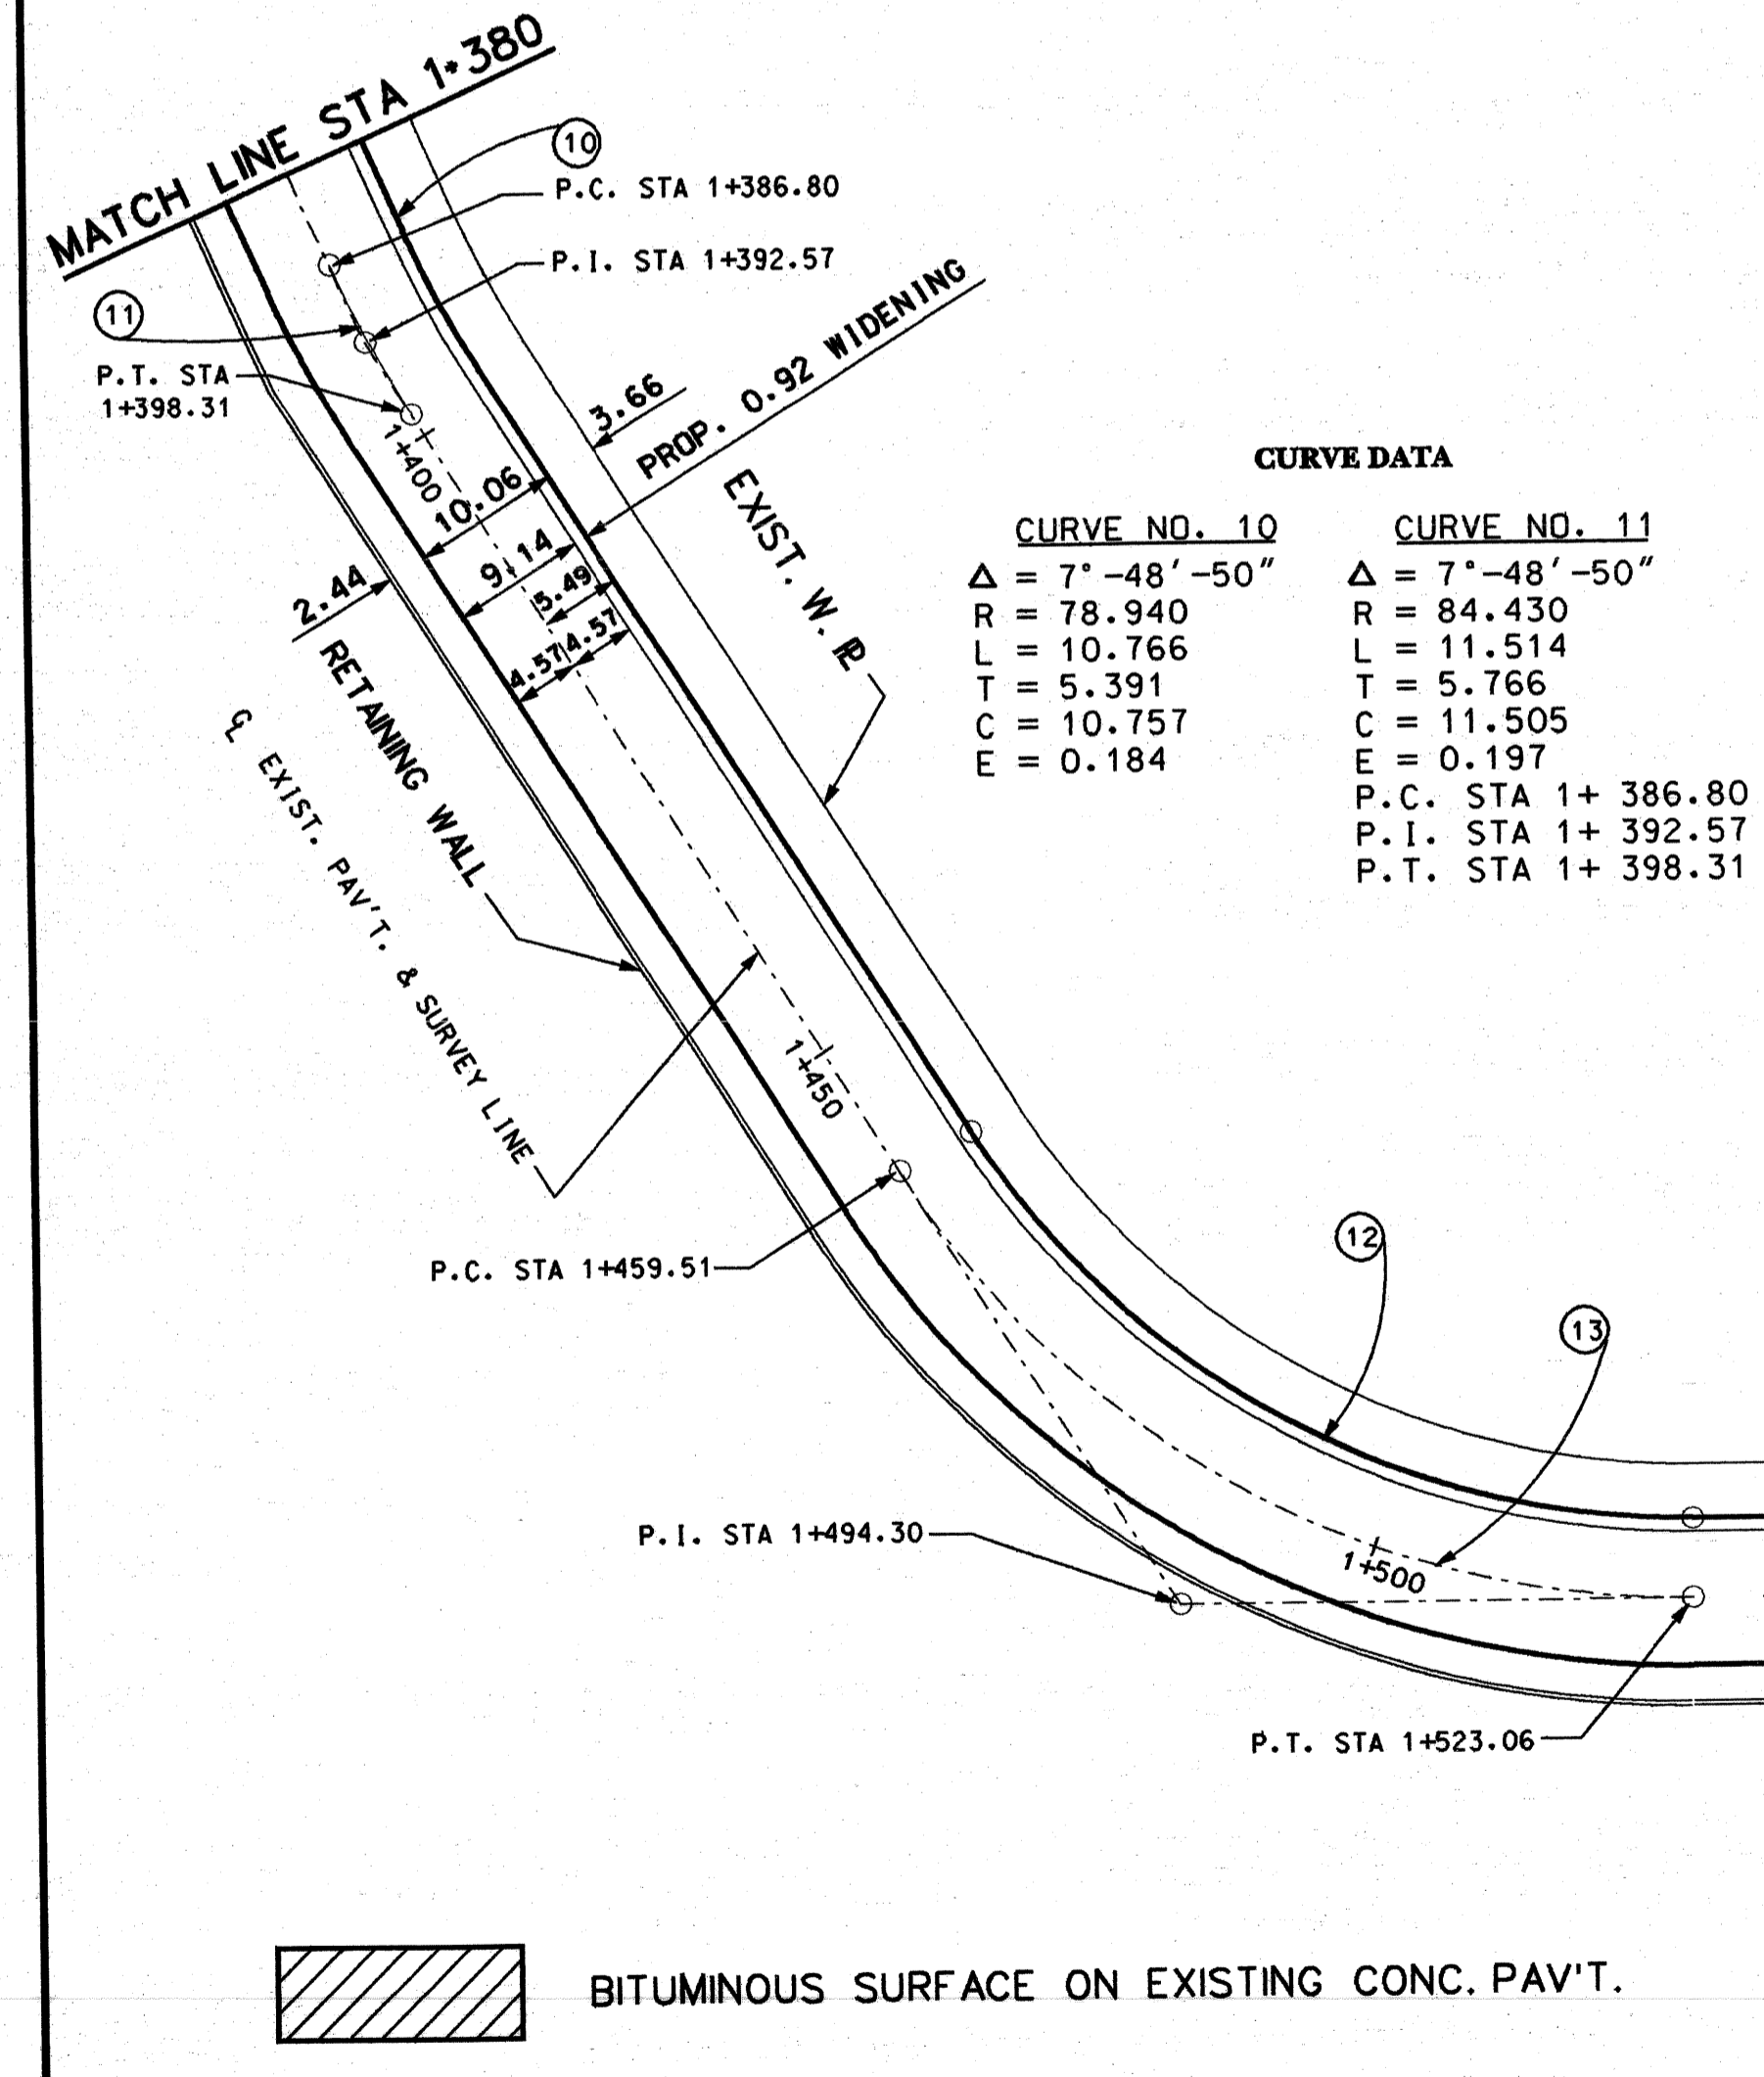 MATCH LINE STA 1+380
10
P.C. STA 1+386.80
P.I. STA 1+392.57
11
P.T. STA
1+398.31
1+400
3.66
PROP. 0.92 WIDENING
10.06
9.14
5.49
4.57
4.57
2.44
RETAINING WALL
EXIST. W. ⅊
℄ EXIST. PAV'T. & SURVEY LINE
CURVE DATA
CURVE NO. 10
Δ = 7°-48'-50"
R = 78.940
L = 10.766
T = 5.391
C = 10.757
E = 0.184
CURVE NO. 11
Δ = 7°-48'-50"
R = 84.430
L = 11.514
T = 5.766
C = 11.505
E = 0.197
P.C. STA 1+ 386.80
P.I. STA 1+ 392.57
P.T. STA 1+ 398.31
1+450
P.C. STA 1+459.51
12
13
P.I. STA 1+494.30
1+500
P.T. STA 1+523.06
BITUMINOUS SURFACE ON EXISTING CONC. PAV'T.